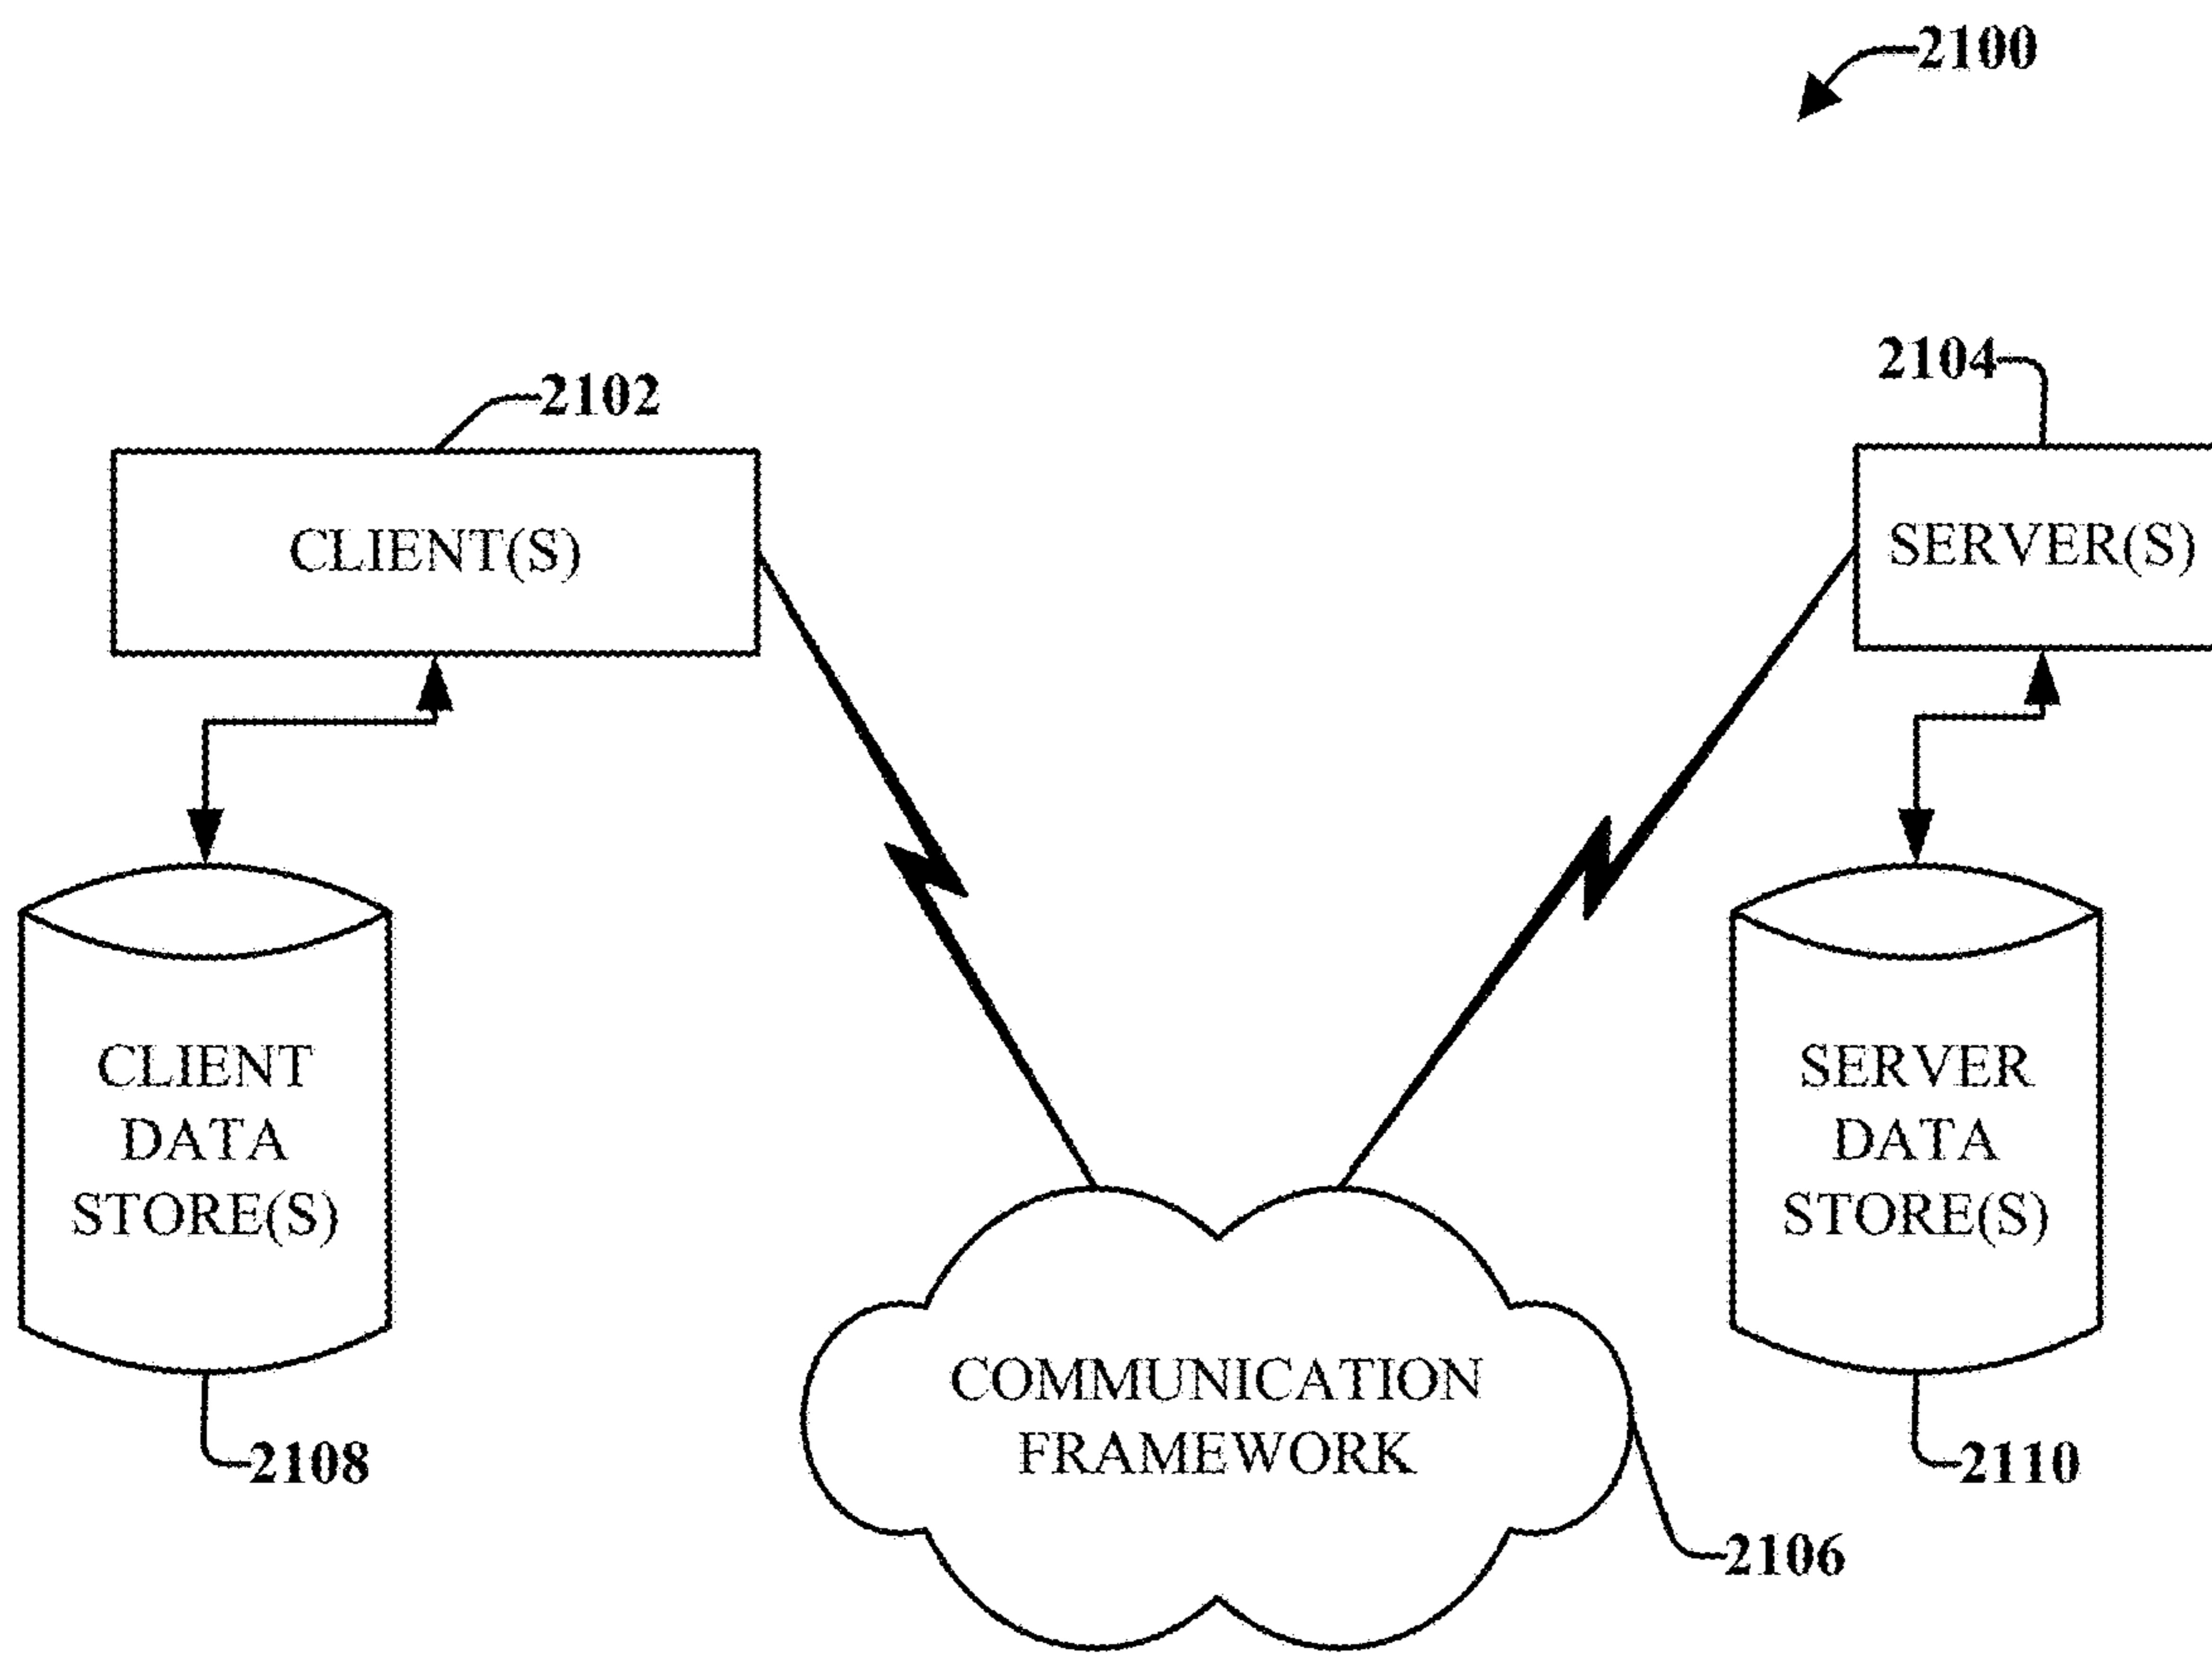 2100
2104
2102
CLIENT(S)
SERVER(S)
CLIENT
DATA
STORE(S)
SERVER
DATA
STORE(S)
COMMUNICATION
FRAMEWORK
2108
2110
2106